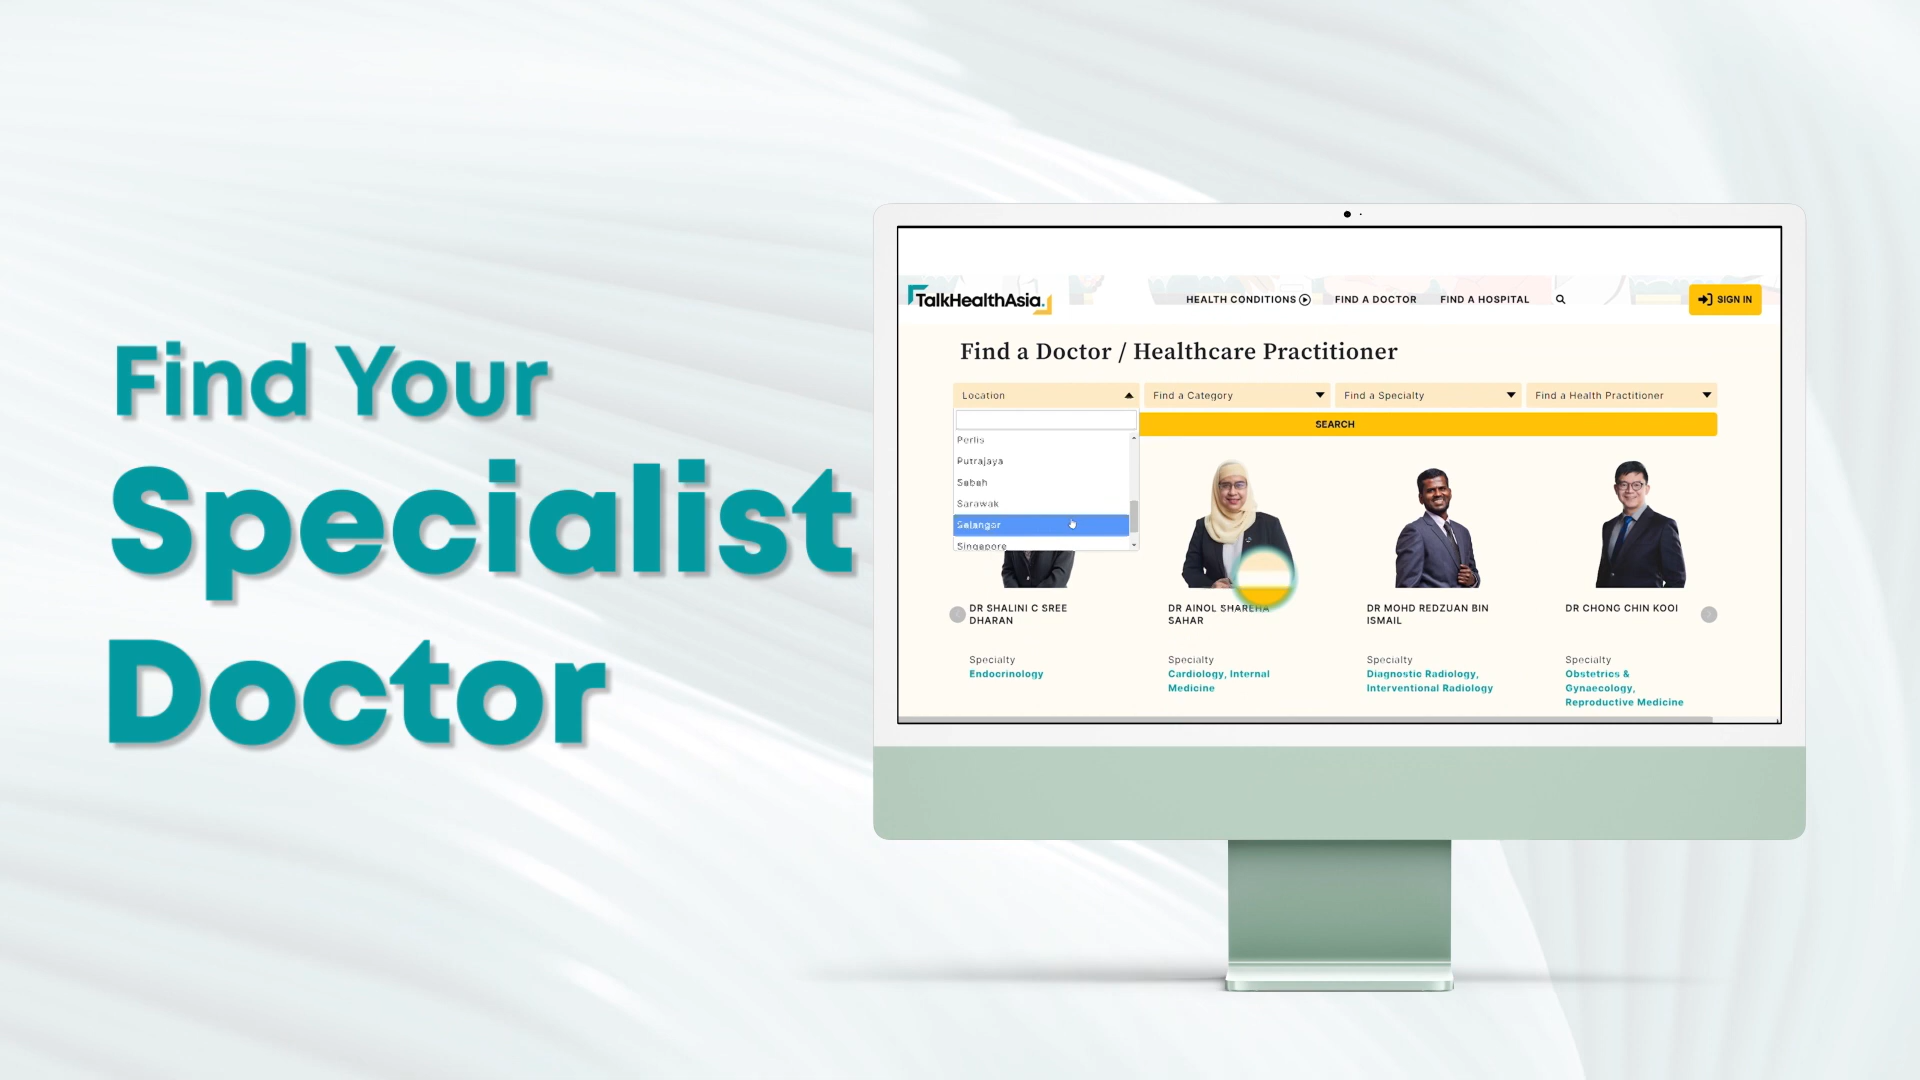 Find Your
Specialist
Doctor
TalkHealthAsia.
HEALTH CONDITIONS
FIND A DOCTOR
FIND A HOSPITAL
SIGN IN
Find a Doctor / Healthcare Practitioner
Location
Find a Category
Find a Specialty
Find a Health Practitioner
SEARCH
Perlis
Putrajaya
Sabah
Sarawak
Selangor
Singapore
DR SHALINI C SREE
DHARAN
Specialty
Endocrinology
DR AINOL SHAREHA
SAHAR
Specialty
Cardiology, Internal
Medicine
DR MOHD REDZUAN BIN
ISMAIL
Specialty
Diagnostic Radiology,
Interventional Radiology
DR CHONG CHIN KOOI
Specialty
Obstetrics &
Gynaecology,
Reproductive Medicine